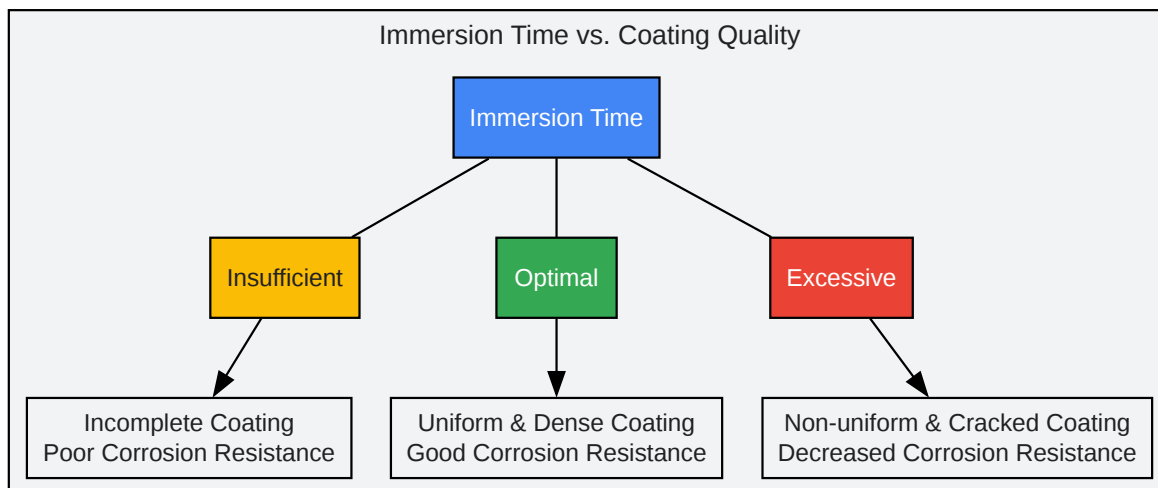 Immersion Time vs. Coating Quality
Immersion Time
Insufficient
Optimal
Excessive
Incomplete Coating
Poor Corrosion Resistance
Uniform & Dense Coating
Good Corrosion Resistance
Non-uniform & Cracked Coating
Decreased Corrosion Resistance